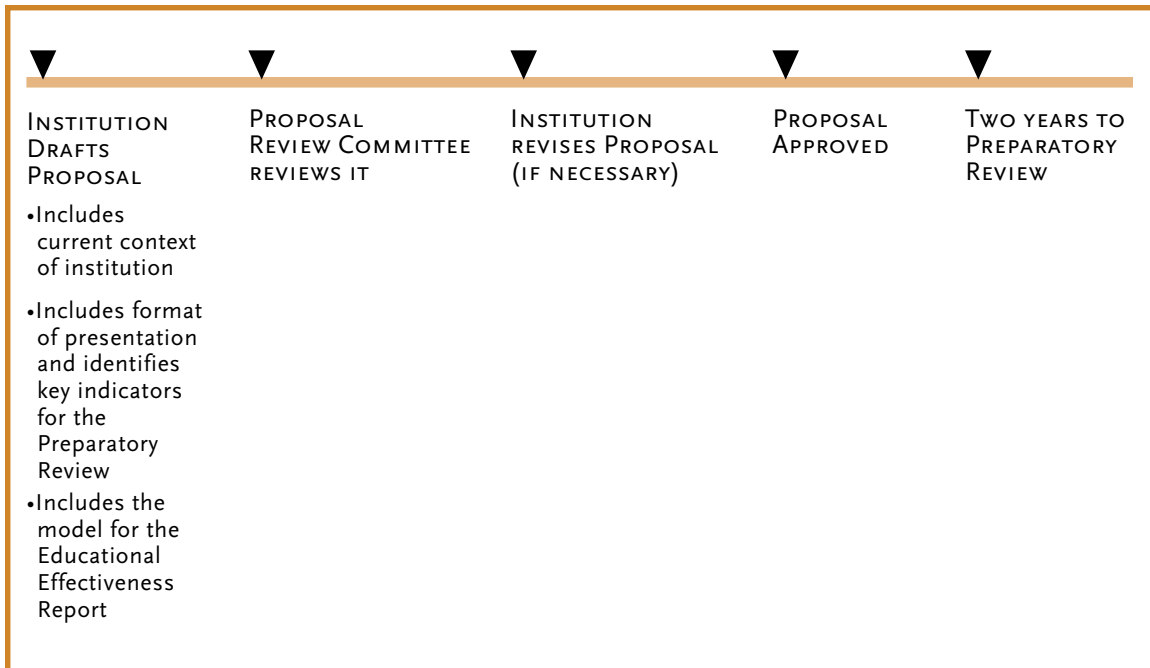 Institution
Drafts
Proposal
•Includes
current context
of institution
•Includes format
of presentation
and identifies
key indicators
for the
Preparatory
Review
•Includes the
model for the
Educational
Effectiveness
Report
Proposal
Review Committee
reviews it
Institution
revises Proposal
(if necessary)
Proposal
Approved
Two years to
Preparatory
Review